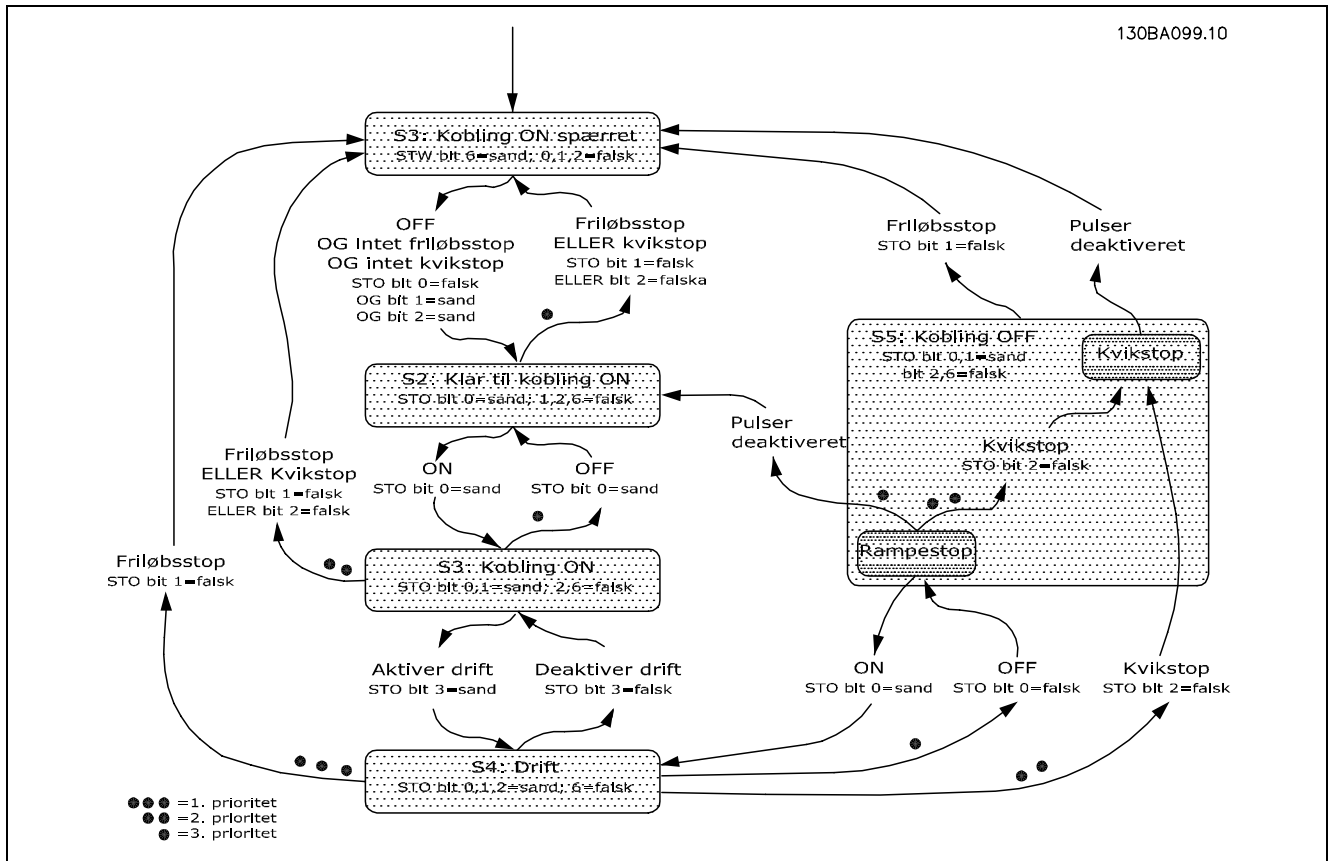 130BA099.10
S3: Kobling ON spærret
STW bit 6=sand; 0,1,2=falsk
OFF
OG Intet friløbsstop
OG intet kvikstop
STO bit 0=falsk
OG bit 1=sand
OG bit 2=sand
Friløbsstop
ELLER kvikstop
STO bit 1=falsk
ELLER bit 2=falska
Friløbsstop
STO bit 1=falsk
Pulser
deaktiveret
S5: Kobling OFF
STO bit 0,1=sand
bit 2,6=falsk
Kvikstop
S2: Klar til kobling ON
STO bit 0=sand; 1,2,6=falsk
Pulser
deaktiveret
Kvikstop
STO bit 2=falsk
Friløbsstop
ELLER Kvikstop
STO bit 1=falsk
ELLER bit 2=falsk
ON
STO bit 0=sand
OFF
STO bit 0=sand
Rampestop
Friløbsstop
STO bit 1=falsk
S3: Kobling ON
STO bit 0,1=sand; 2,6=falsk
Aktiver drift
STO bit 3=sand
Deaktiver drift
STO bit 3=falsk
ON
STO bit 0=sand
OFF
STO bit 0=falsk
Kvikstop
STO bit 2=falsk
S4: Drift
STO bit 0,1,2=sand; 6=falsk
=1. prioritet
=2. prioritet
=3. prioritet